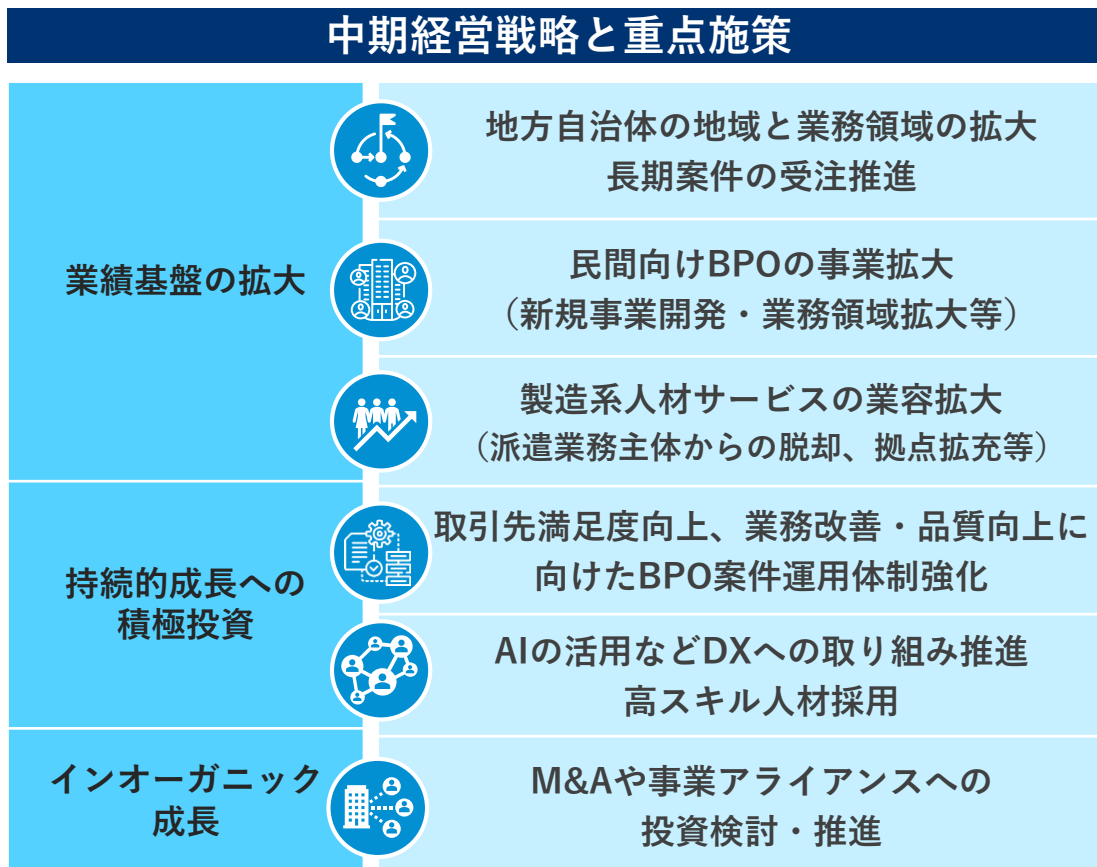 中期経営戦略と重点施策
業績基盤の拡大
地方自治体の地域と業務領域の拡大
長期案件の受注推進
民間向けBPOの事業拡大
（新規事業開発・業務領域拡大等）
製造系人材サービスの業容拡大
（派遣業務主体からの脱却、拠点拡充等）
持続的成長への
積極投資
取引先満足度向上、業務改善・品質向上に
向けたBPO案件運用体制強化
AIの活用などDXへの取り組み推進
高スキル人材採用
インオーガニック
成長
M&Aや事業アライアンスへの
投資検討・推進